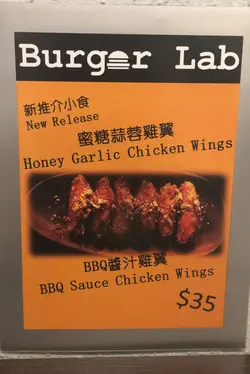 Burger Lab
新推介小食
New Release
蜜糖蒜蓉雞翼
Honey Garlic Chicken Wings
BBQ醬汁雞翼
BBQ Sauce Chicken Wings
$35